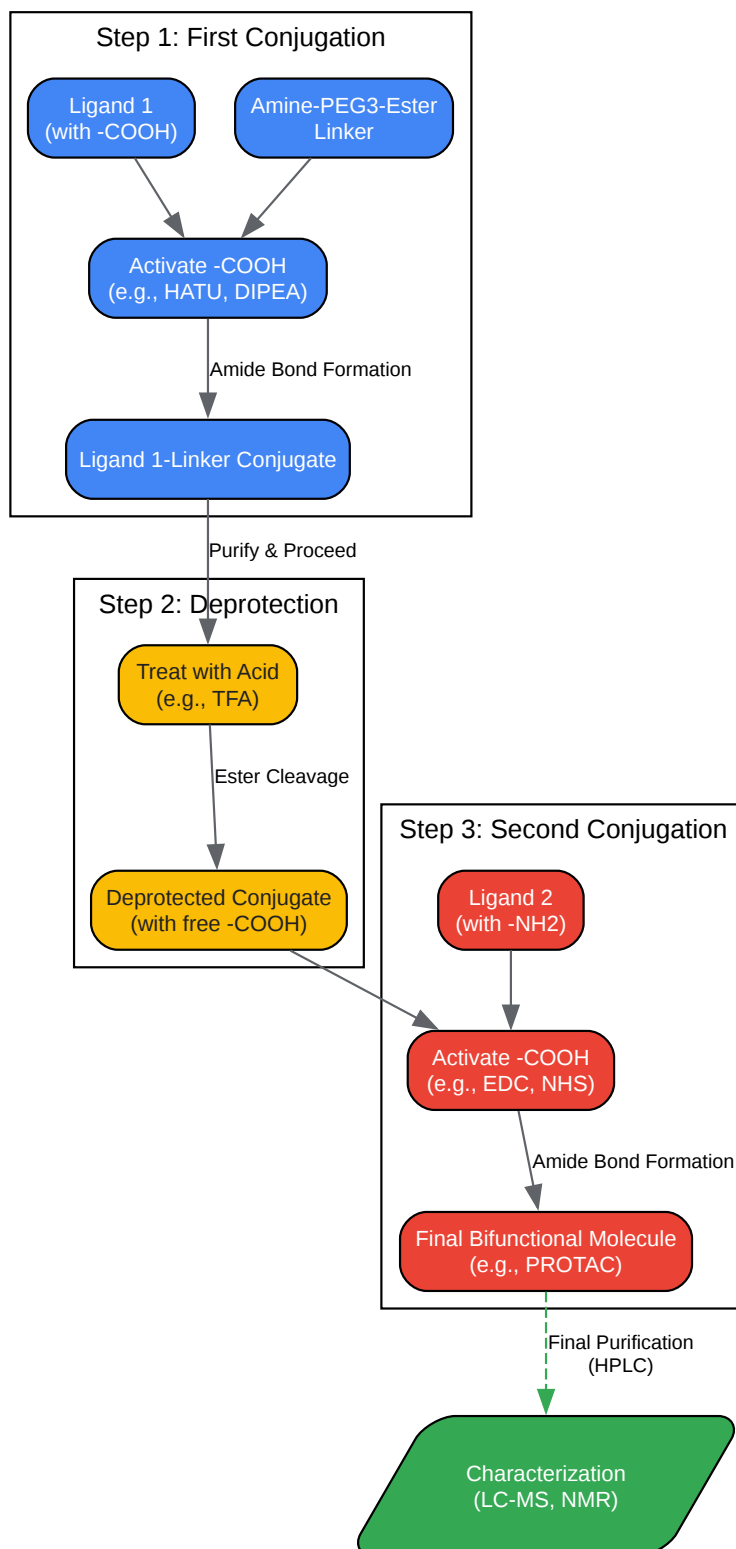 Step 1: First Conjugation
Ligand 1
(with -COOH)
Amine-PEG3-Ester
Linker
Activate -COOH
(e.g., HATU, DIPEA)
Amide Bond Formation
Ligand 1-Linker Conjugate
Purify & Proceed
Step 2: Deprotection
Treat with Acid
(e.g., TFA)
Ester Cleavage
Deprotected Conjugate
(with free -COOH)
Step 3: Second Conjugation
Ligand 2
(with -NH2)
Activate -COOH
(e.g., EDC, NHS)
Amide Bond Formation
Final Bifunctional Molecule
(e.g., PROTAC)
Final Purification
(HPLC)
Characterization
(LC-MS, NMR)